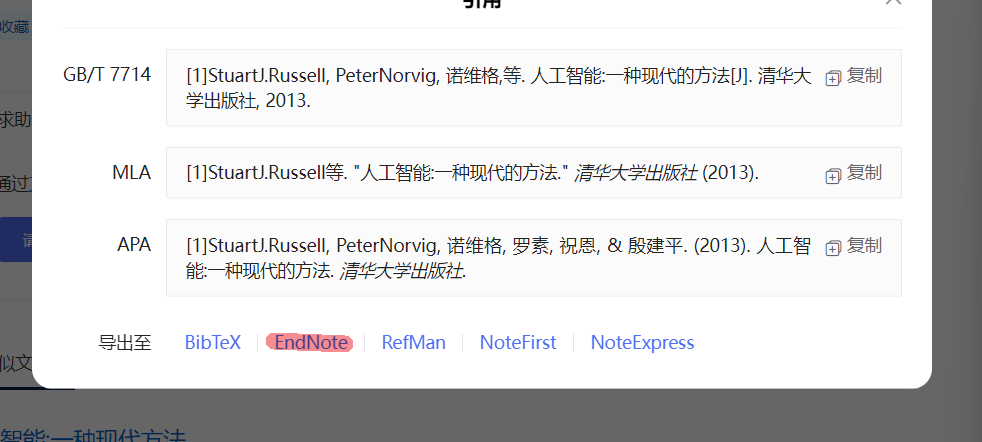 引用
收藏
GB/T 7714
[1]StuartJ.Russell, PeterNorvig, 诺维格,等. 人工智能:一种现代的方法[J]. 清华大
学出版社, 2013.
复制
求助
MLA
[1]StuartJ.Russell等. "人工智能:一种现代的方法." 清华大学出版社 (2013).
复制
通过
APA
[1]StuartJ.Russell, PeterNorvig, 诺维格, 罗素, 祝恩, & 殷建平. (2013). 人工智
能:一种现代的方法. 清华大学出版社.
复制
导出至 BibTeX EndNote RefMan NoteFirst NoteExpress
似文
智能:一种现代方法